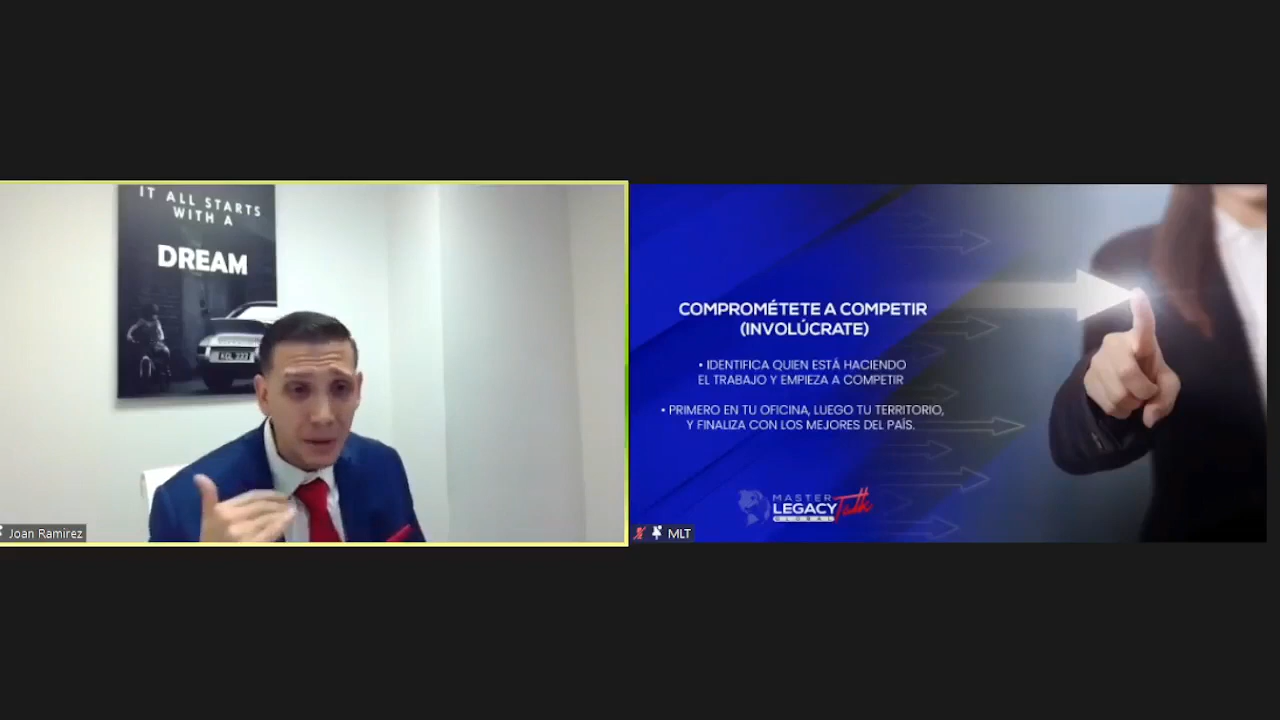 IT ALL STARTS
WITH A
DREAM
Joan Ramirez
COMPROMÉTETE A COMPETIR
(INVOLÚCRATE)
• IDENTIFICA QUIEN ESTÁ HACIENDO
EL TRABAJO Y EMPIEZA A COMPETIR
• PRIMERO EN TU OFICINA, LUEGO TU TERRITORIO,
Y FINALIZA CON LOS MEJORES DEL PAÍS.
MASTER
LEGACY Talk
GLOBAL
MLT